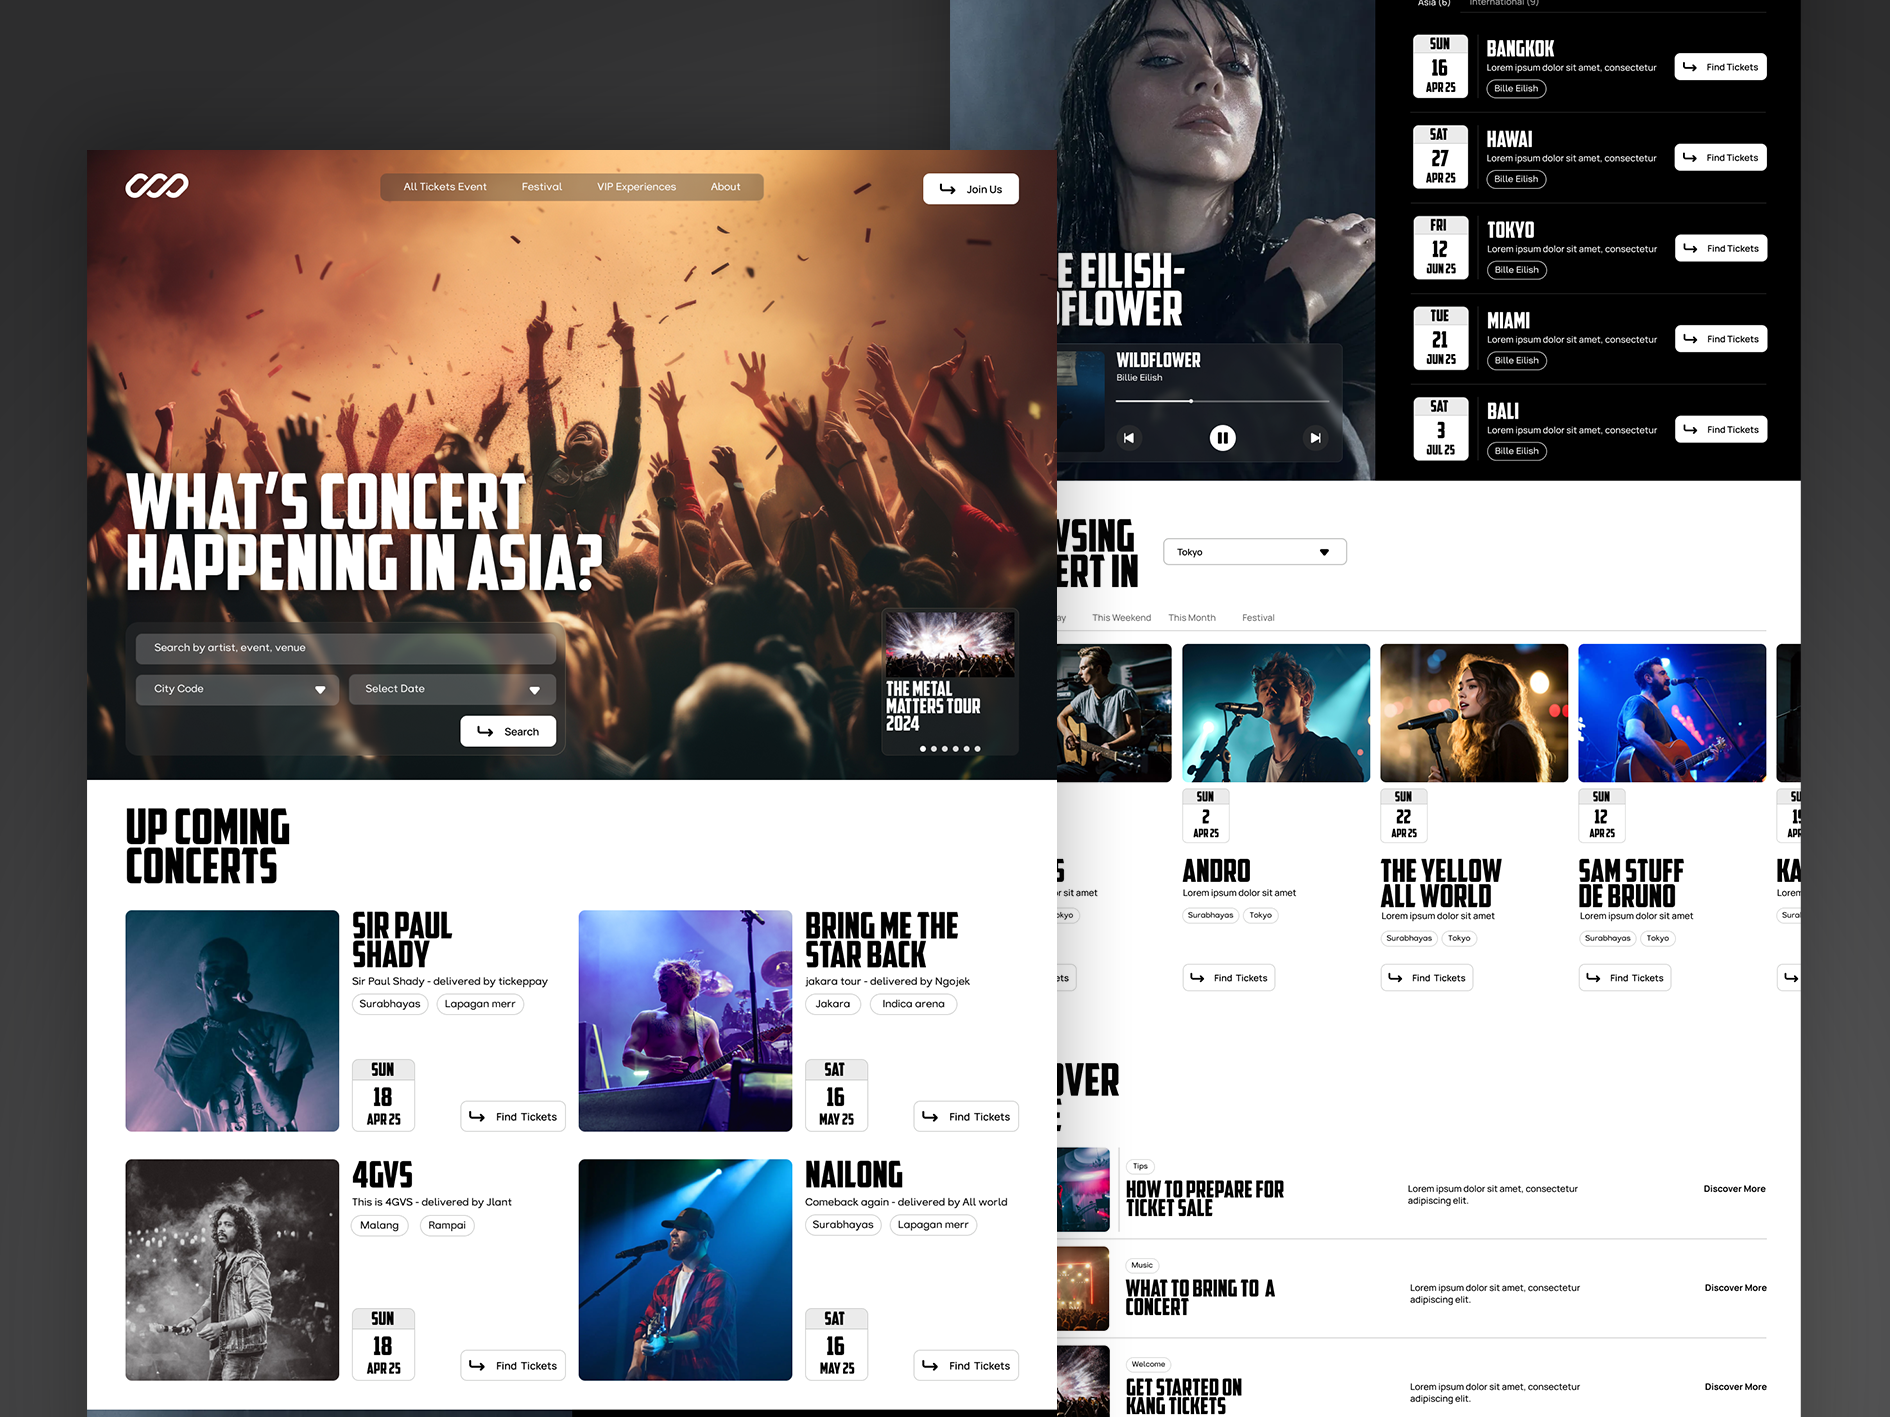 All Tickets Event
Festival
VIP Experiences
About
Join Us
WHAT'S CONCERT
HAPPENING IN ASIA?
Search by artist, event, venue
City Code
Select Date
Search
THE METAL
MATTERS TOUR
2024
UP COMING
CONCERTS
SIR PAUL
SHADY
Sir Paul Shady - delivered by tickeppay
Surabhayas
Lapagan merr
SUN
18
APR 25
Find Tickets
BRING ME THE
STAR BACK
jakara tour - delivered by Ngojek
Jakara
Indica arena
SAT
16
MAY 25
Find Tickets
4GVS
This is 4GVS - delivered by Jlant
Malang
Rampai
SUN
18
APR 25
Find Tickets
NAILONG
Comeback again - delivered by All world
Surabhayas
Lapagan merr
SAT
16
MAY 25
Find Tickets
E EILISH-
FLOWER
WILDFLOWER
Billie Eilish
Asia (6)
International (9)
SUN
16
APR 25
BANGKOK
Lorem ipsum dolor sit amet, consectetur
Bille Eilish
Find Tickets
SAT
27
APR 25
HAWAI
Lorem ipsum dolor sit amet, consectetur
Bille Eilish
Find Tickets
FRI
12
JUN 25
TOKYO
Lorem ipsum dolor sit amet, consectetur
Bille Eilish
Find Tickets
TUE
21
JUN 25
MIAMI
Lorem ipsum dolor sit amet, consectetur
Bille Eilish
Find Tickets
SAT
3
JUL 25
BALI
Lorem ipsum dolor sit amet, consectetur
Bille Eilish
Find Tickets
WSING
ERT IN
Tokyo
ay
This Weekend
This Month
Festival
S
r sit amet
okyo
ets
SUN
2
APR 25
ANDRO
Lorem ipsum dolor sit amet
Surabhayas
Tokyo
Find Tickets
SUN
22
APR 25
THE YELLOW
ALL WORLD
Lorem ipsum dolor sit amet
Surabhayas
Tokyo
Find Tickets
SUN
12
APR 25
SAM STUFF
DE BRUNO
Lorem ipsum dolor sit amet
Surabhayas
Tokyo
Find Tickets
SU
APR
KA
Lorem
Surab
OVER
E
Tips
HOW TO PREPARE FOR
TICKET SALE
Lorem ipsum dolor sit amet, consectetur
adipiscing elit.
Discover More
Music
WHAT TO BRING TO A
CONCERT
Lorem ipsum dolor sit amet, consectetur
adipiscing elit.
Discover More
Welcome
GET STARTED ON
KANG TICKETS
Lorem ipsum dolor sit amet, consectetur
adipiscing elit.
Discover More